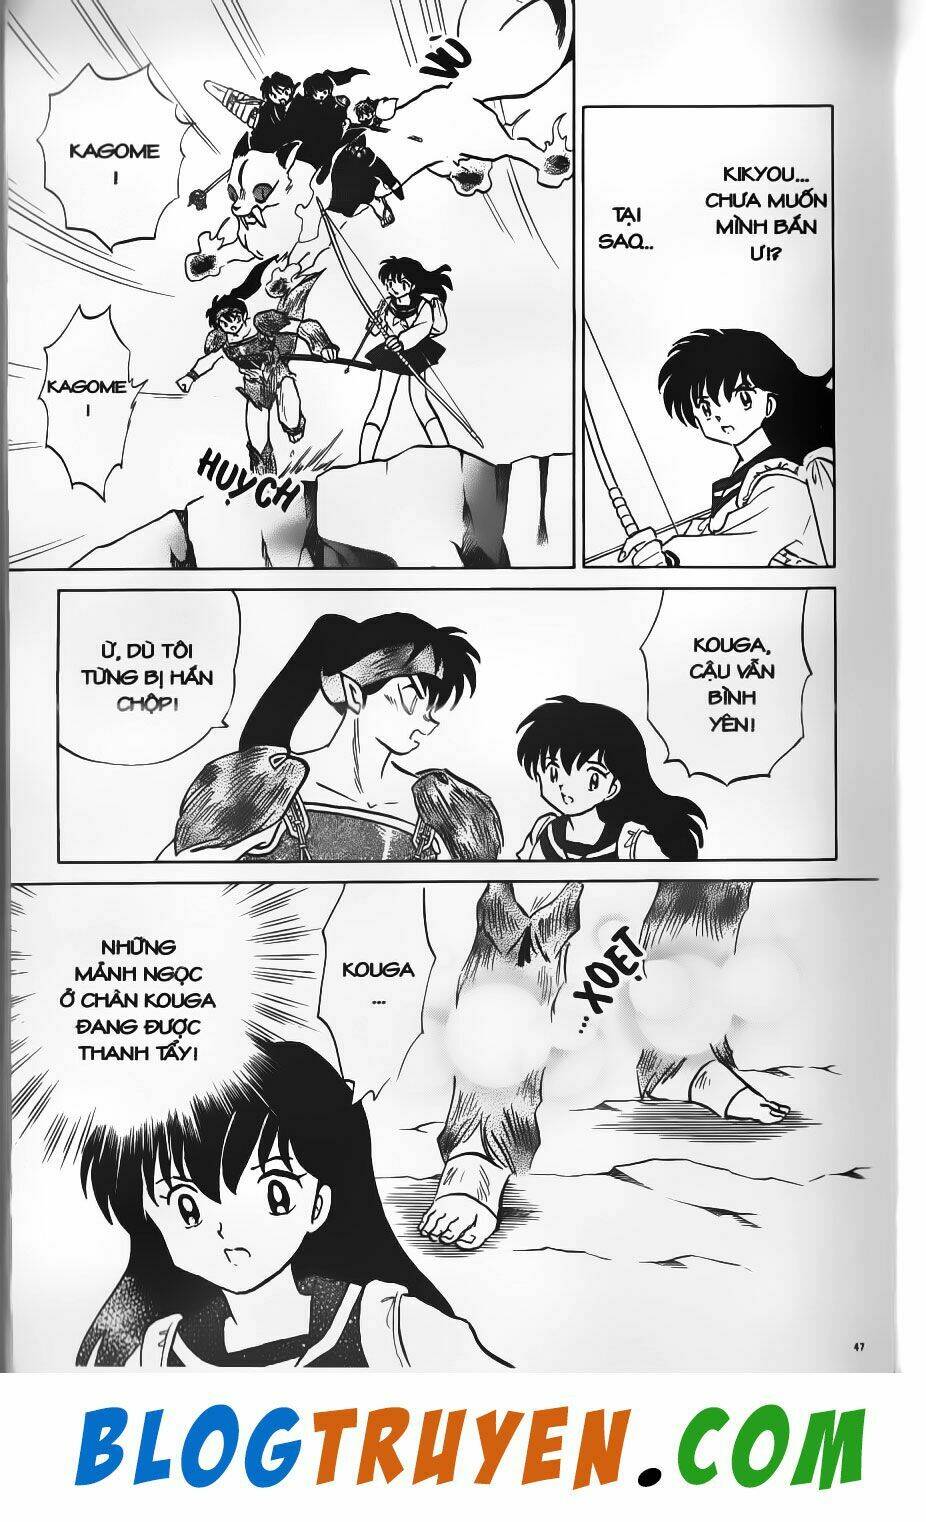 KIKYOU...
CHƯA MUỐN
MÌNH BẮN
ƯI?
TẠI
SAO...
VÙ
KAGOME
!
KAGOME
!
HUỴCH
KOUGA,
CẬU VẪN
BÌNH
YÊN!
Ừ, DÙ TÔI
TỪNG BỊ HẮN
CHỘP!
...XOẸT
KOUGA
...
NHỮNG
MẢNH NGỌC
Ở CHÂN KOUGA
ĐANG ĐƯỢC
THANH TẨY!
47
BLOGTRUYEN.COM